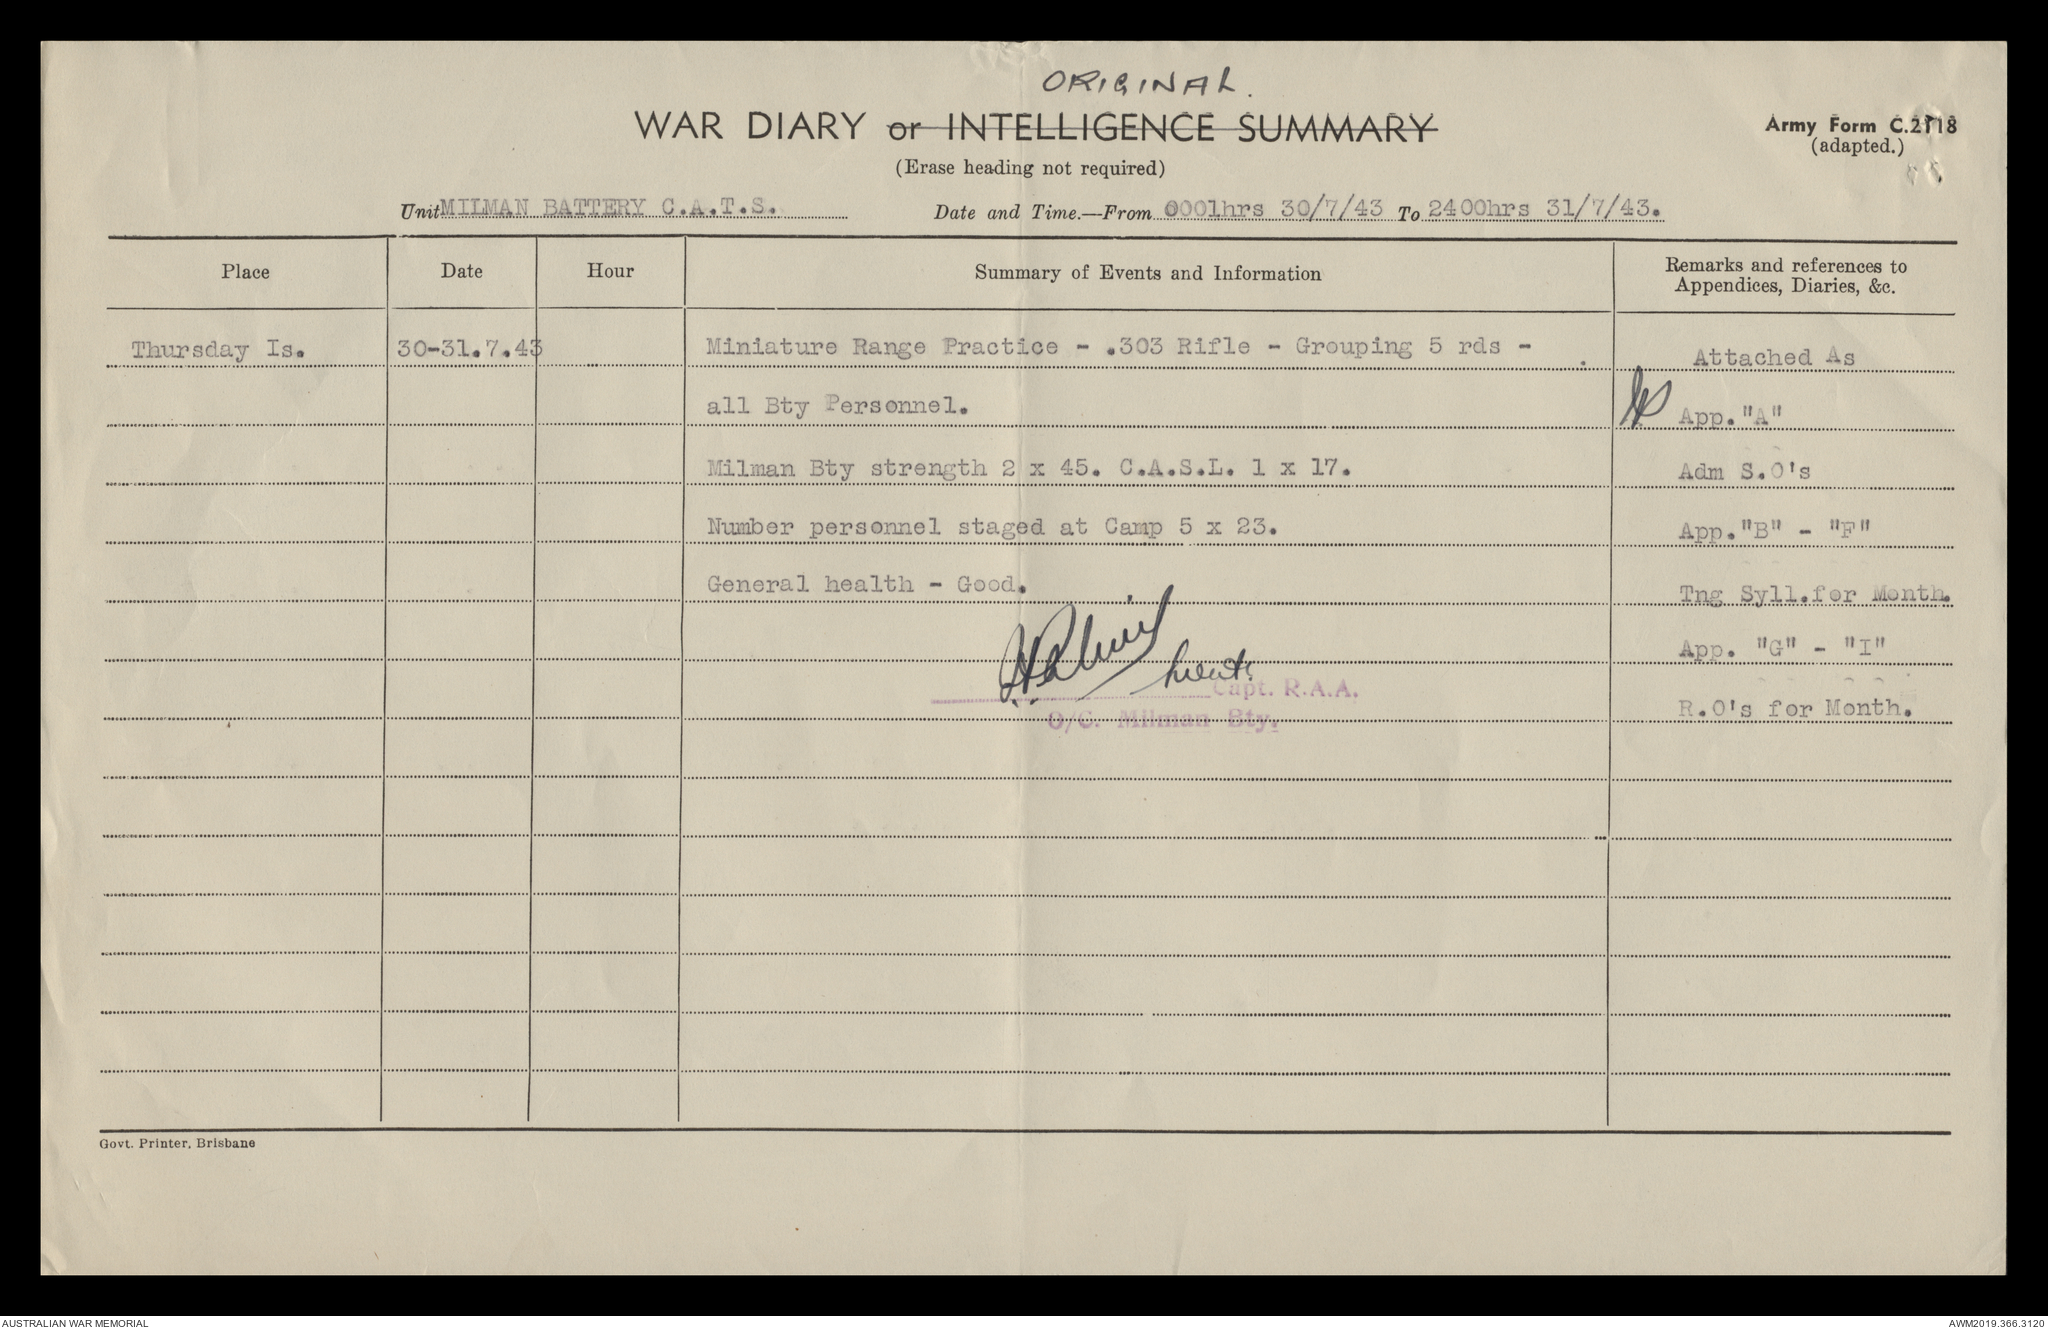 ORIGINAL.
WAR DIARY or INTELLIGENCE SUMMARY
Army Form C.2118
(adapted.)
(Erase heading not required)
Unit MILMAN BATTERY C.A.T.S.
Date and Time.—From 0001hrs 30/7/43 To 2400hrs 31/7/43.
Place
Date
Hour
Summary of Events and Information
Remarks and references to
Appendices, Diaries, &c.
Thursday Is.
30-31.7.43
Miniature Range Practice - .303 Rifle - Grouping 5 rds -
all Bty Personnel.
Milman Bty strength 2 x 45. C.A.S.L. 1 x 17.
Number personnel staged at Camp 5 x 23.
General health - Good.
Attached As
App."A"
Adm S.O's
App."B" - "F"
Tng Syll.for Month.
App. "G" - "I"
R.O's for Month.
Lieut.
Capt. R.A.A.
O/C. Milman Bty.
Govt. Printer, Brisbane
AUSTRALIAN WAR MEMORIAL
AWM2019.366.3120